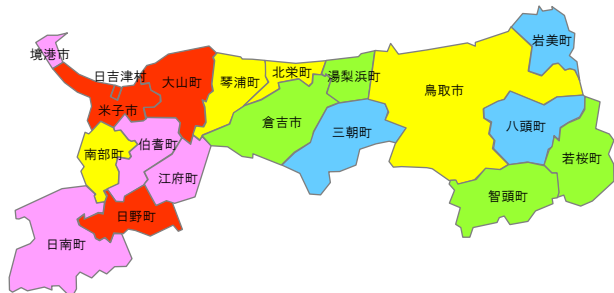 岩美町
境港市
日吉津村
大山町
琴浦町
北栄町
湯梨浜町
鳥取市
米子市
倉吉市
三朝町
八頭町
南部町
伯耆町
若桜町
江府町
智頭町
日野町
日南町